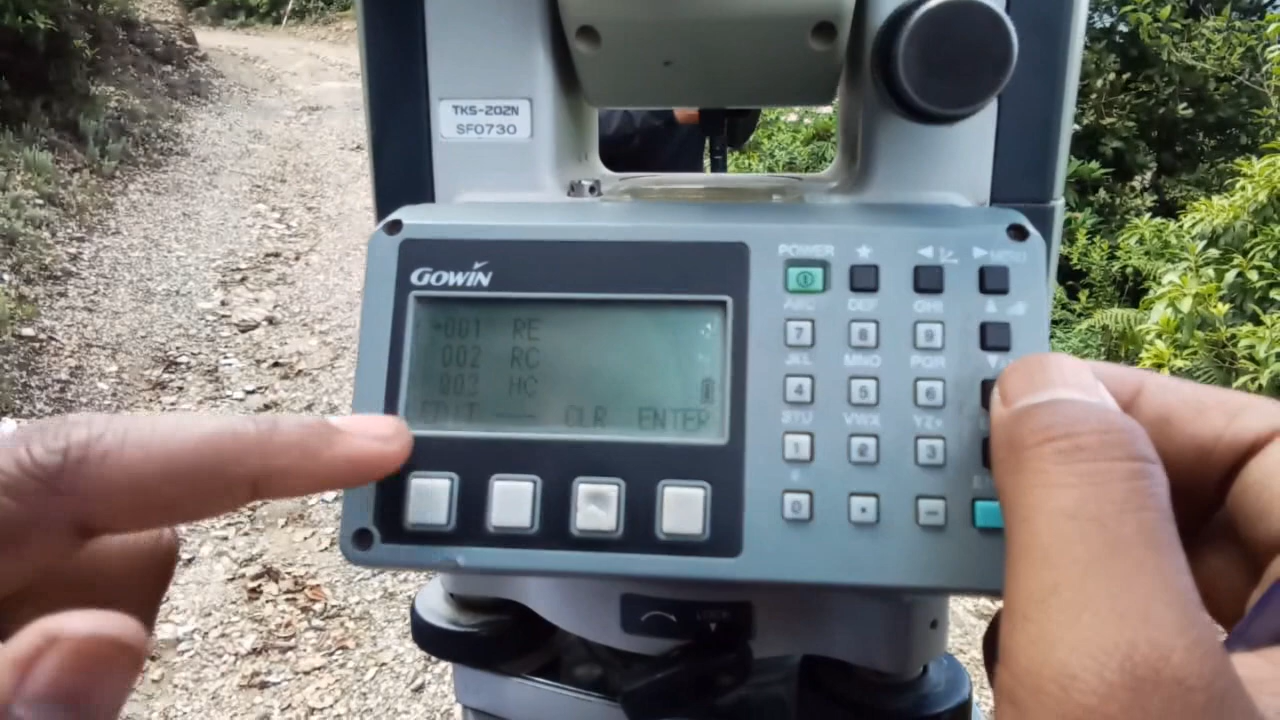 TKS-202N
SF0730
GOWIN
→001 RE
002 RC
003 HC
EDIT CLR ENTER
POWER ★ ◀ ▶ MENU
ABC DEF GHI ▲
7 8 9
JKL MNO PQR ▼
4 5 6
STU VWX YZ+
1 2 3
0 • −
LOCK